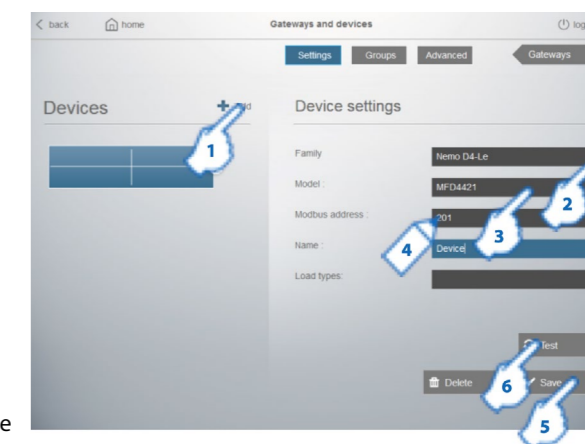 back home Gateways and devices log
Settings Groups Advanced Gateways
Devices
1
Device settings
Family Nemo D4-Le
2
Model : MFD4421
Modbus address : 201
3
4
Name : Device
Load types:
Test
Delete 6 Save
5
e